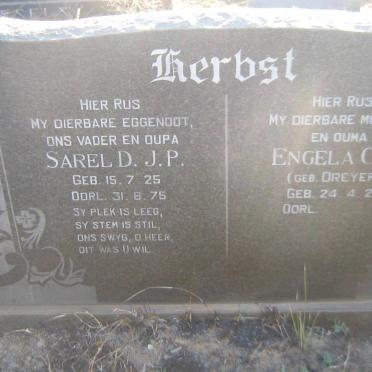 Herbst
HIER RUS
MY DIERBARE EGGENOOT,
ONS VADER EN OUPA
SAREL D. J. P.
GEB. 15. 7. 25
OORL. 31. 8. 75
SY PLEK IS LEEG,
SY STEM IS STIL,
ONS SWYG, O HEER,
DIT WAS U WIL.
HIER RUS
MY DIERBARE
EN OUMA
ENGELA
(GEB. DREYER
GEB. 24. 4.
OORL.